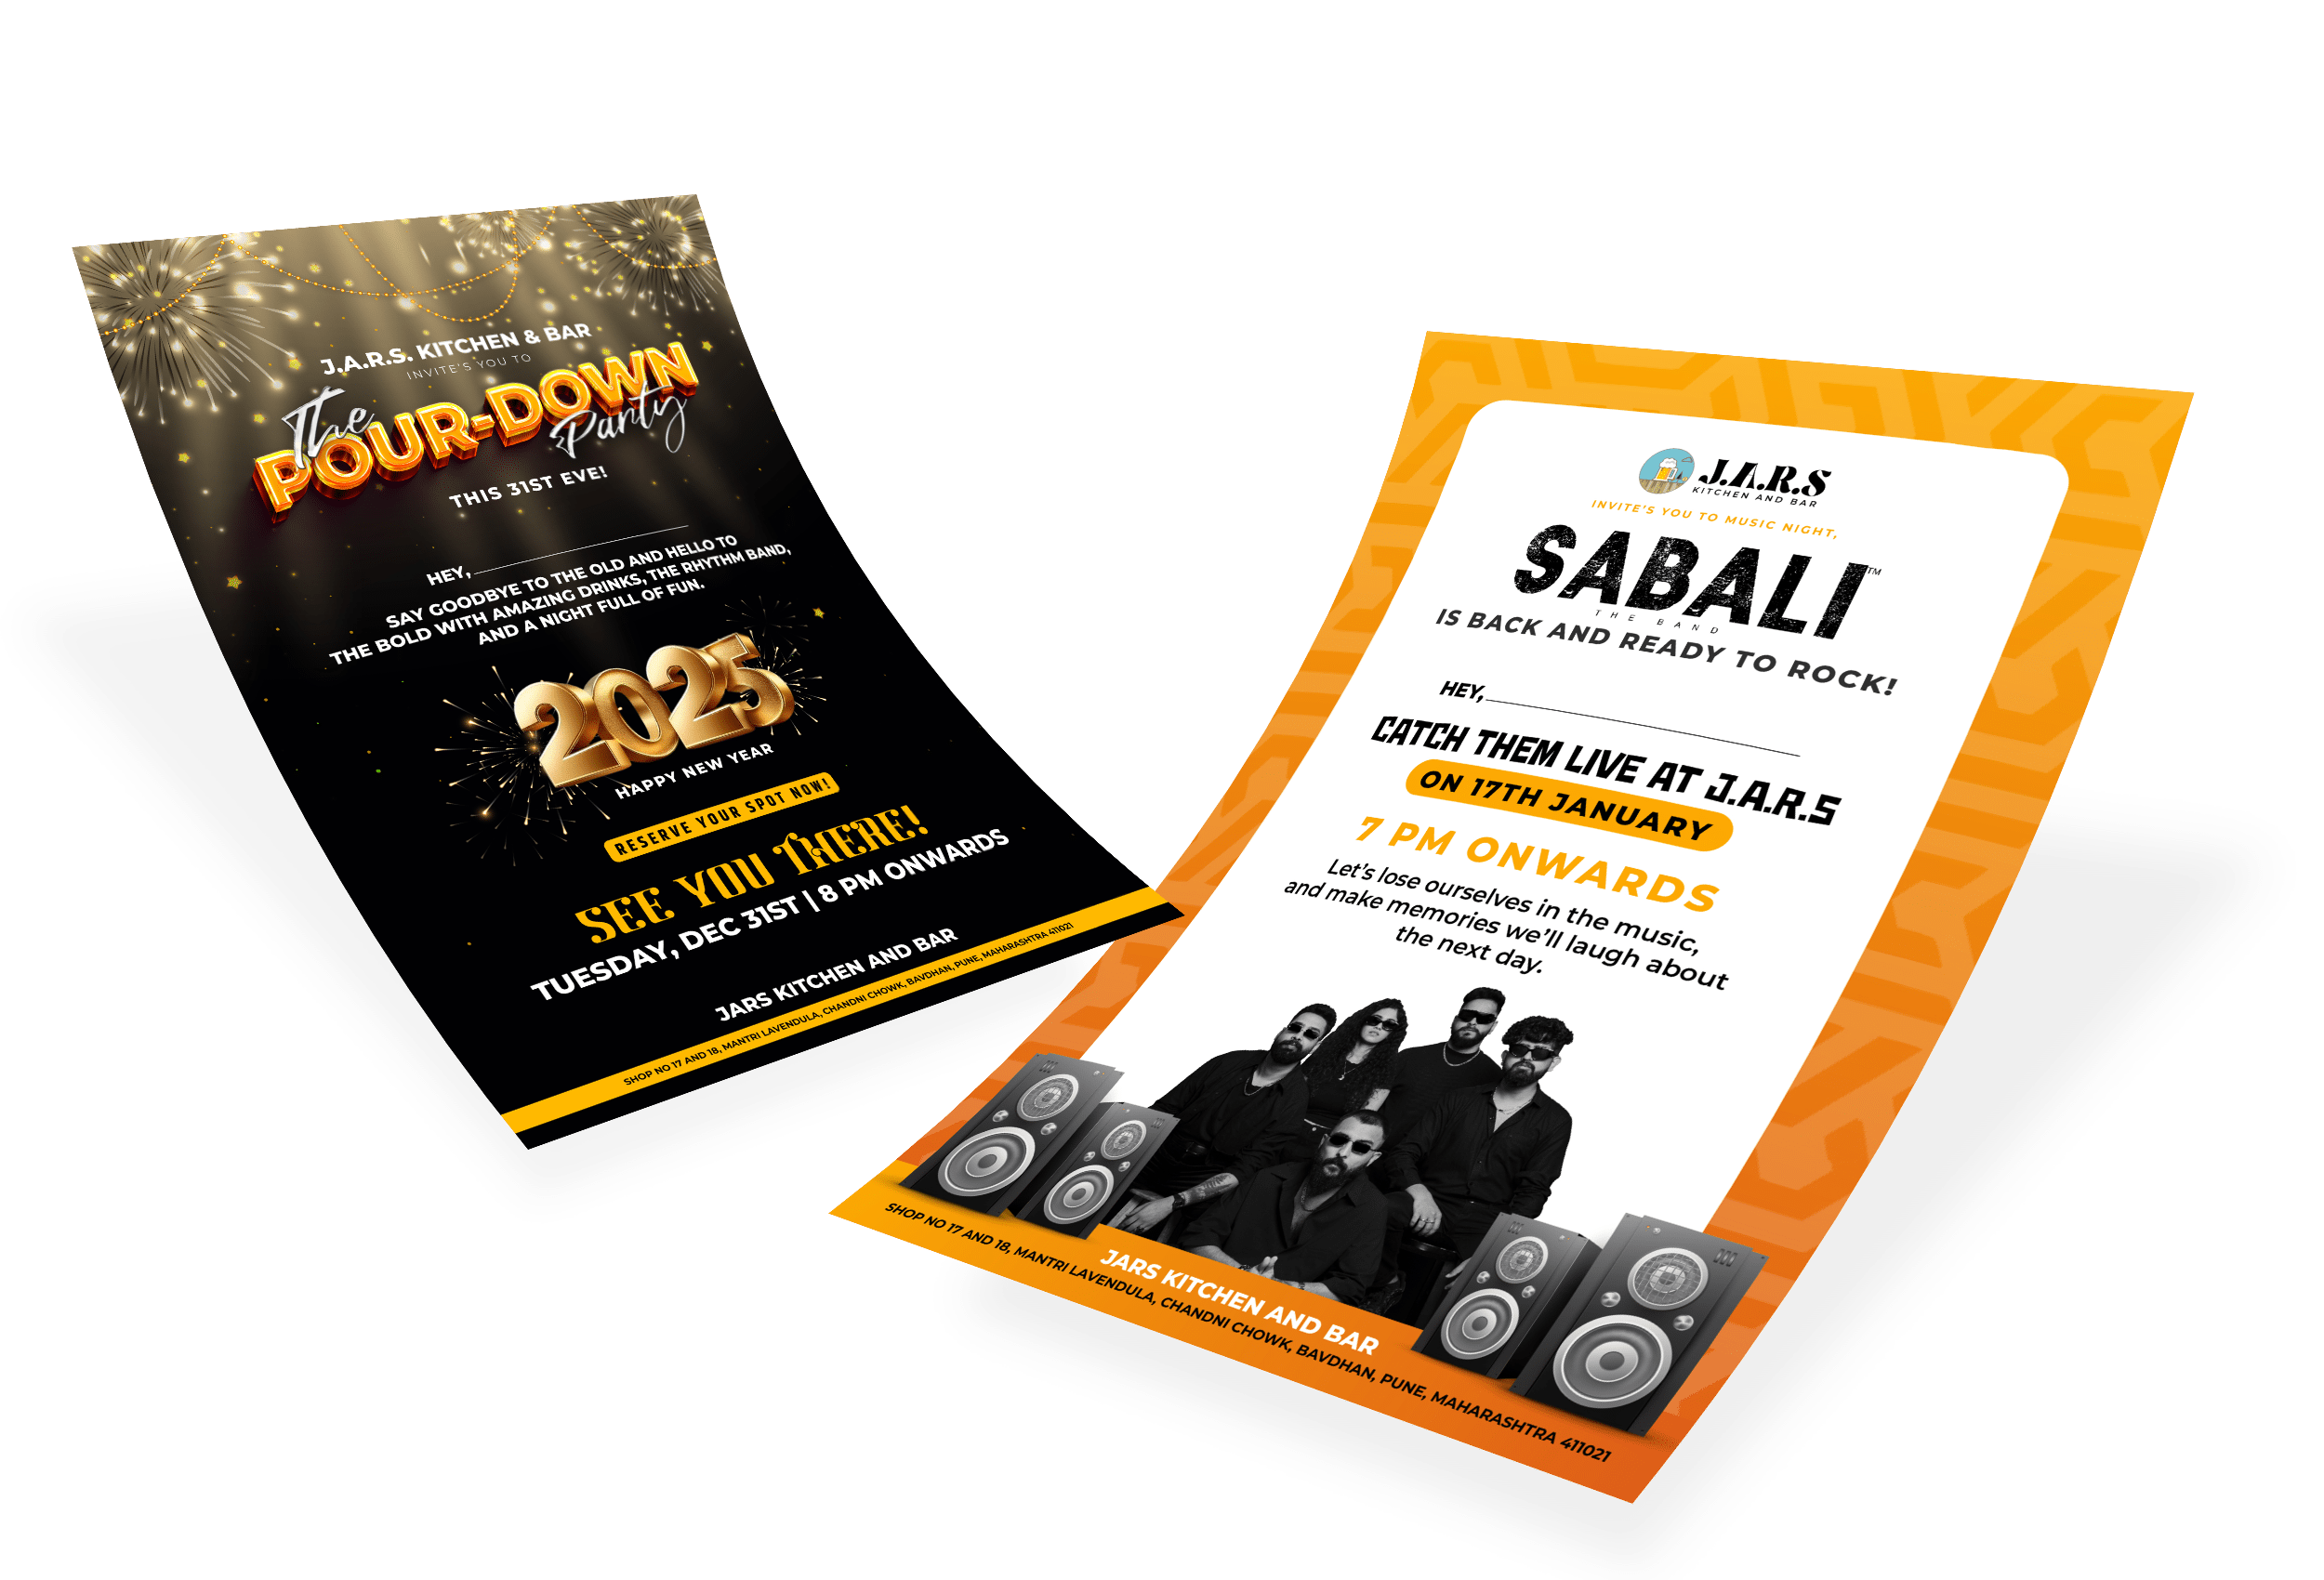 J.A.R.S. KITCHEN & BAR
INVITE'S YOU TO
The
POUR-DOWN
Party
THIS 31ST EVE!
HEY,
SAY GOODBYE TO THE OLD AND HELLO TO
THE BOLD WITH AMAZING DRINKS, THE RHYTHM BAND,
AND A NIGHT FULL OF FUN.
2025
HAPPY NEW YEAR
RESERVE YOUR SPOT NOW!
SEE YOU THERE!
TUESDAY, DEC 31ST | 8 PM ONWARDS
JARS KITCHEN AND BAR
SHOP NO 17 AND 18, MANTRI LAVENDULA, CHANDNI CHOWK, BAVDHAN, PUNE, MAHARASHTRA 411021
J.A.R.S
KITCHEN AND BAR
INVITE'S YOU TO MUSIC NIGHT,
SABALI™
THE BAND
IS BACK AND READY TO ROCK!
HEY,
CATCH THEM LIVE AT J.A.R.S
ON 17TH JANUARY
7 PM ONWARDS
Let's lose ourselves in the music,
and make memories we'll laugh about
the next day.
JARS KITCHEN AND BAR
SHOP NO 17 AND 18, MANTRI LAVENDULA, CHANDNI CHOWK, BAVDHAN, PUNE, MAHARASHTRA 411021